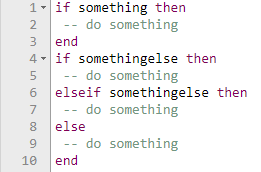 1 if something then
2 -- do something
3 end
4 if somethingelse then
5 -- do something
6 elseif somethingelse then
7 -- do something
8 else
9 -- do something
10 end